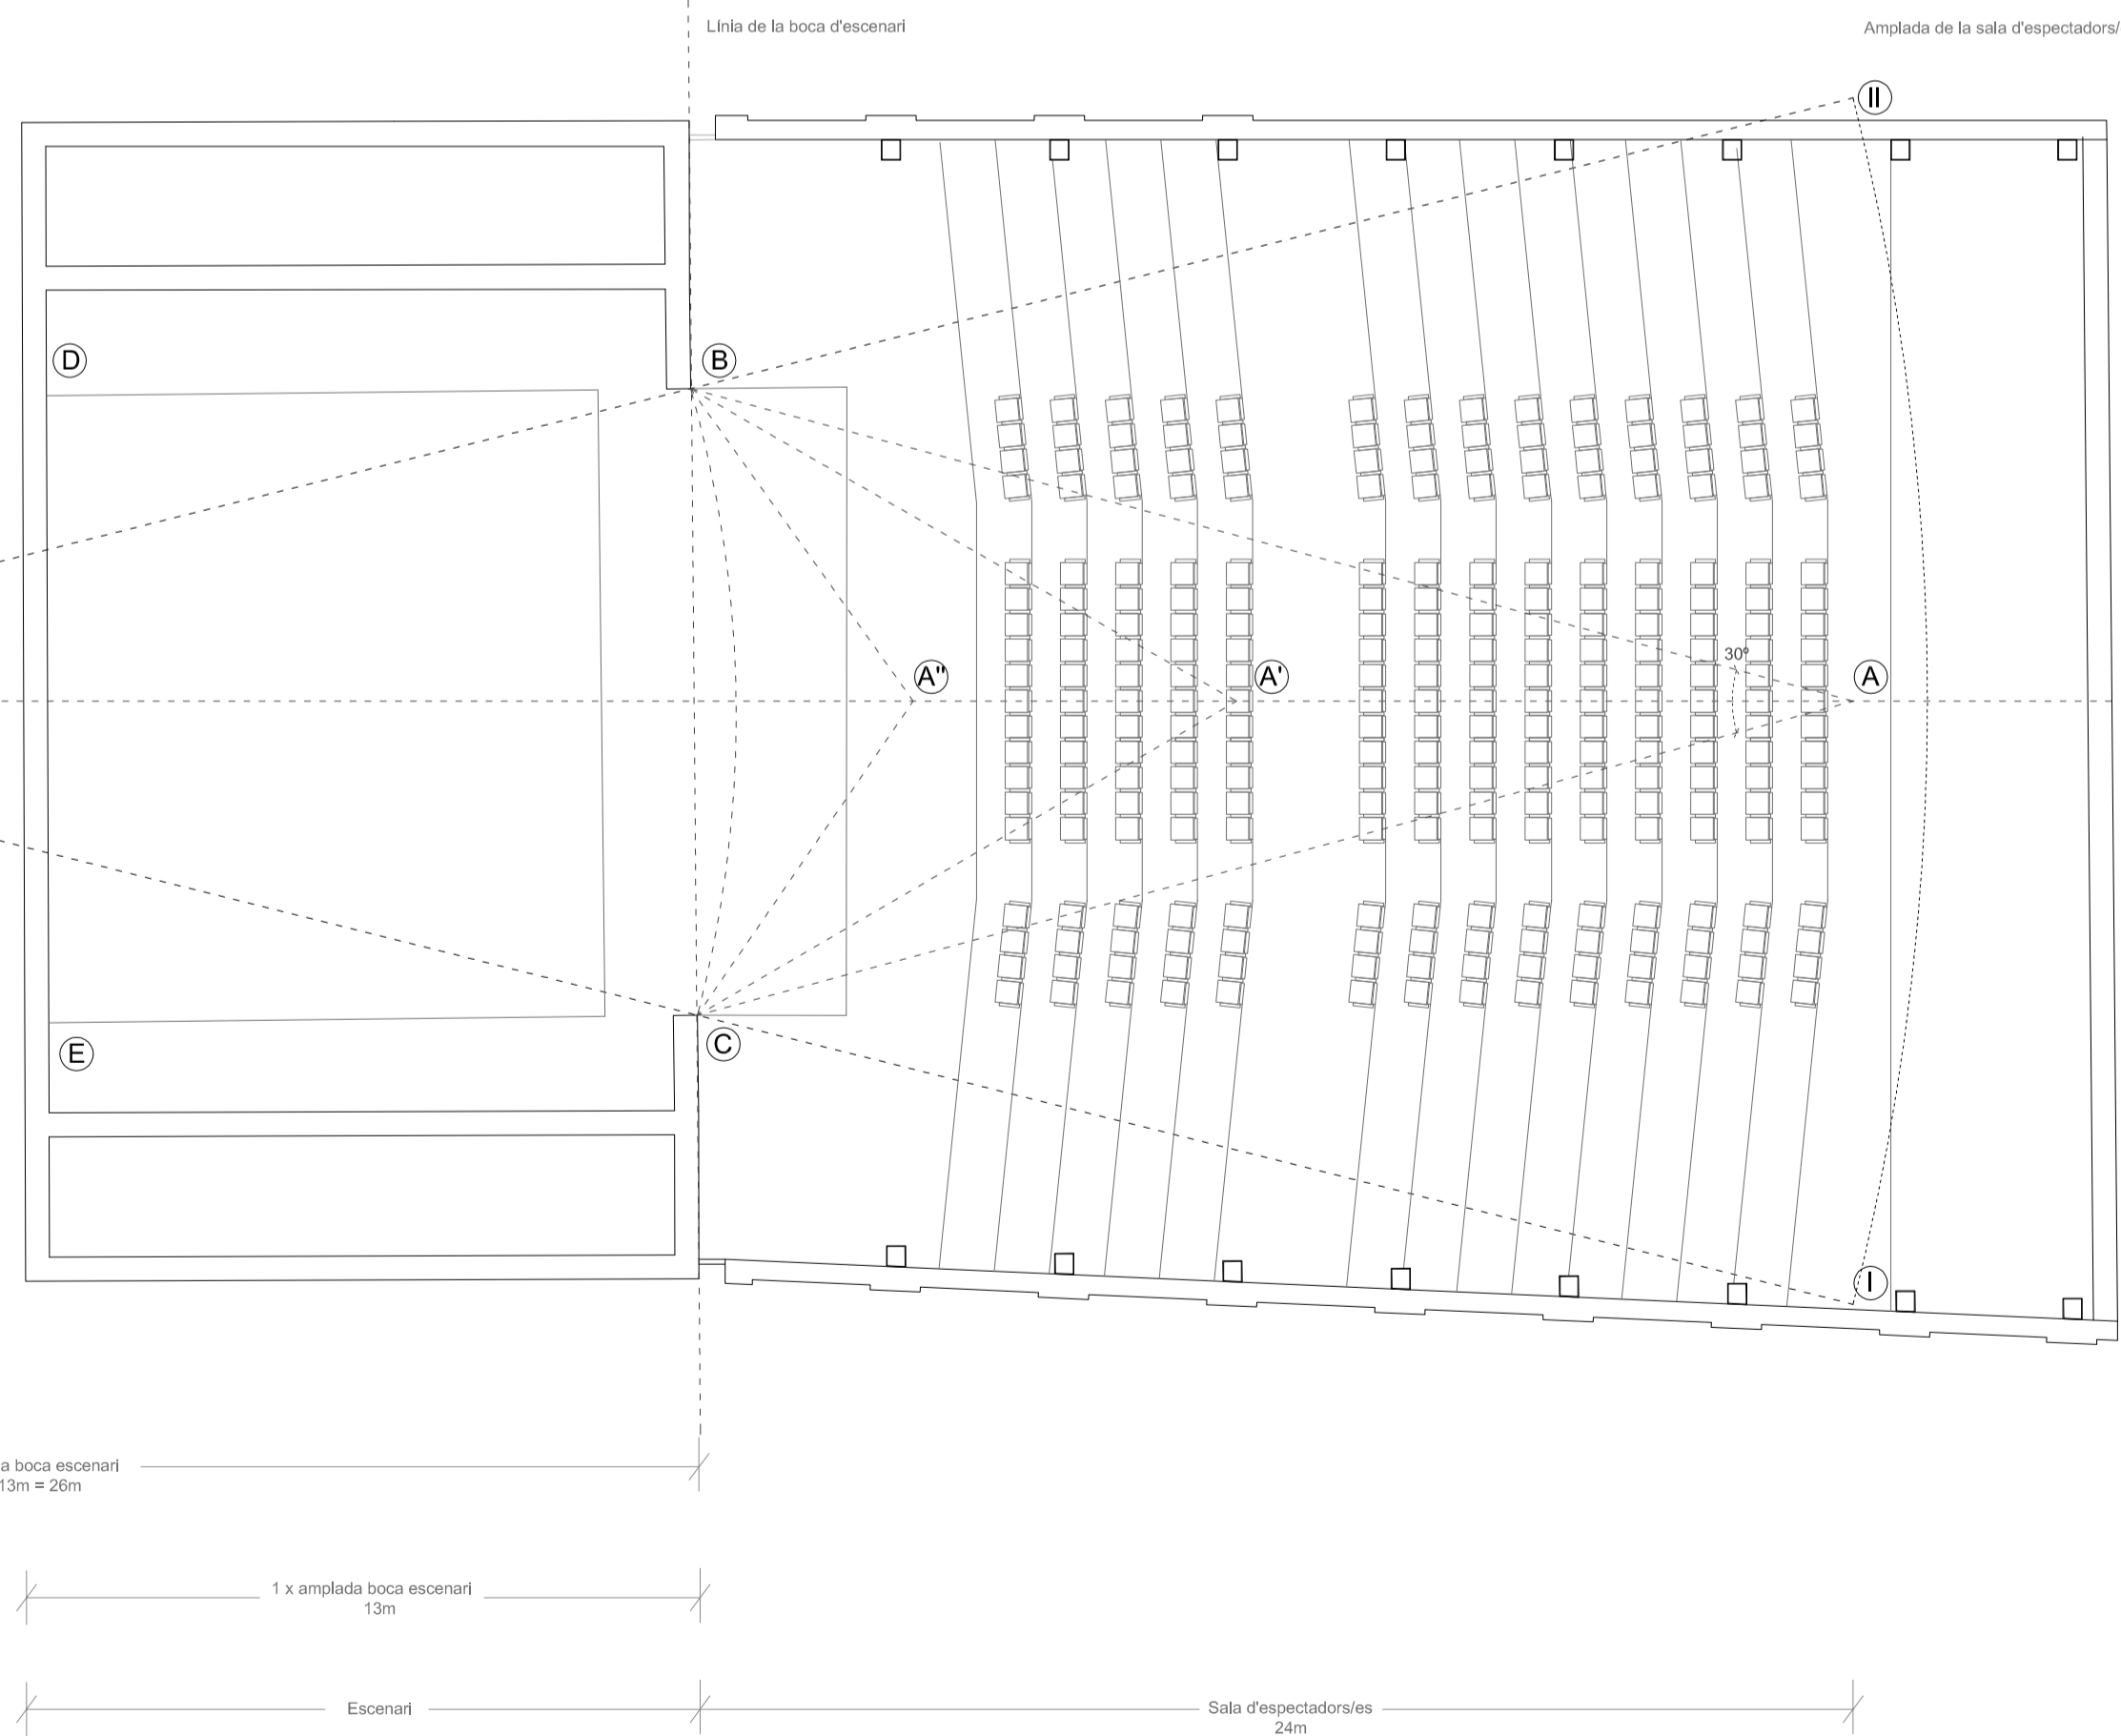 Línia de la boca d'escenari
Amplada de la sala d'espectadors/
II
D
B
A''
A'
30º
A
E
C
I
a boca escenari
13m = 26m
1 x amplada boca escenari
13m
Escenari
Sala d'espectadors/es
24m